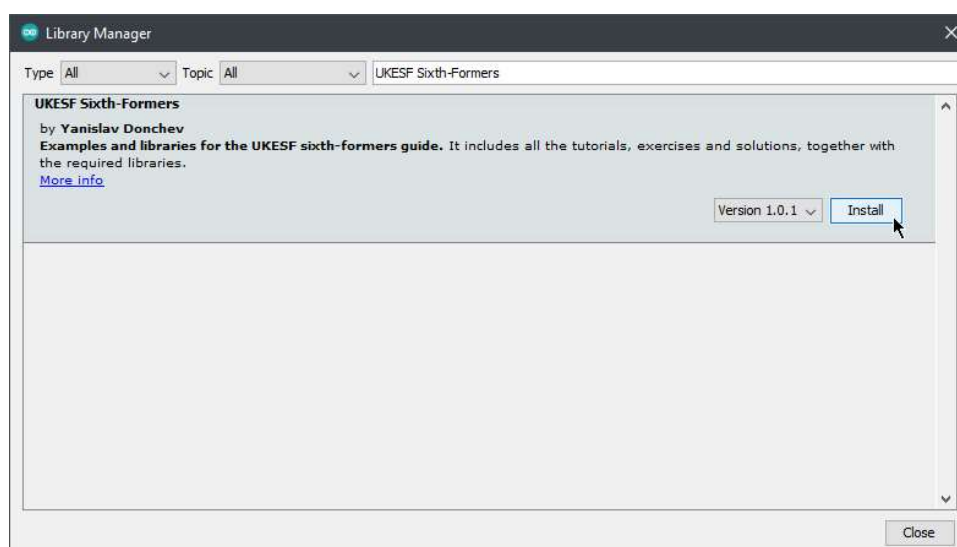 Library Manager
Type All Topic All UKESF Sixth-Formers
UKESF Sixth-Formers
by Yanislav Donchev
Examples and libraries for the UKESF sixth-formers guide. It includes all the tutorials, exercises and solutions, together with
the required libraries.
More info
Version 1.0.1 Install
Close